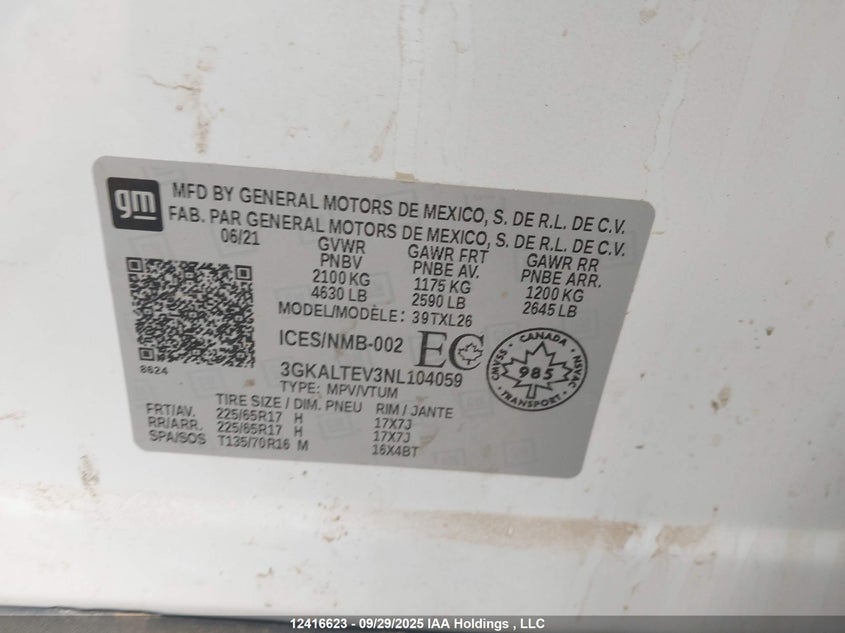 gm
MFD BY GENERAL MOTORS DE MEXICO, S. DE R.L. DE C.V.
FAB. PAR GENERAL MOTORS DE MEXICO, S. DE R.L. DE C.V.
06/21 GVWR GAWR FRT GAWR RR
PNBV PNBE AV. PNBE ARR.
2100 KG 1175 KG 1200 KG
4630 LB 2590 LB 2645 LB
MODEL/MODÈLE: 39TXL26
ICES/NMB-002 EC
CANADA
CMVSS 985 NSVAC
TRANSPORT
8624
3GKALTEV3NL104059
TYPE: MPV/VTUM
TIRE SIZE / DIM. PNEU RIM / JANTE
FRT/AV. 225/65R17 H 17X7J
RR/ARR. 225/65R17 H 17X7J
SPA/SOS T135/70R16 M 16X4BT
12416623 - 09/29/2025 IAA Holdings , LLC